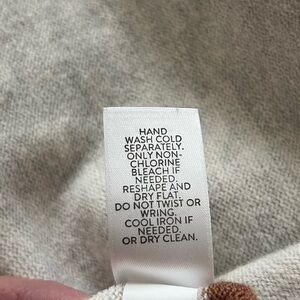 HAND
WASH COLD
SEPARATELY.
ONLY NON-
CHLORINE
BLEACH IF
NEEDED.
RESHAPE AND
DRY FLAT.
DO NOT TWIST OR
WRING.
COOL IRON IF
NEEDED.
OR DRY CLEAN.